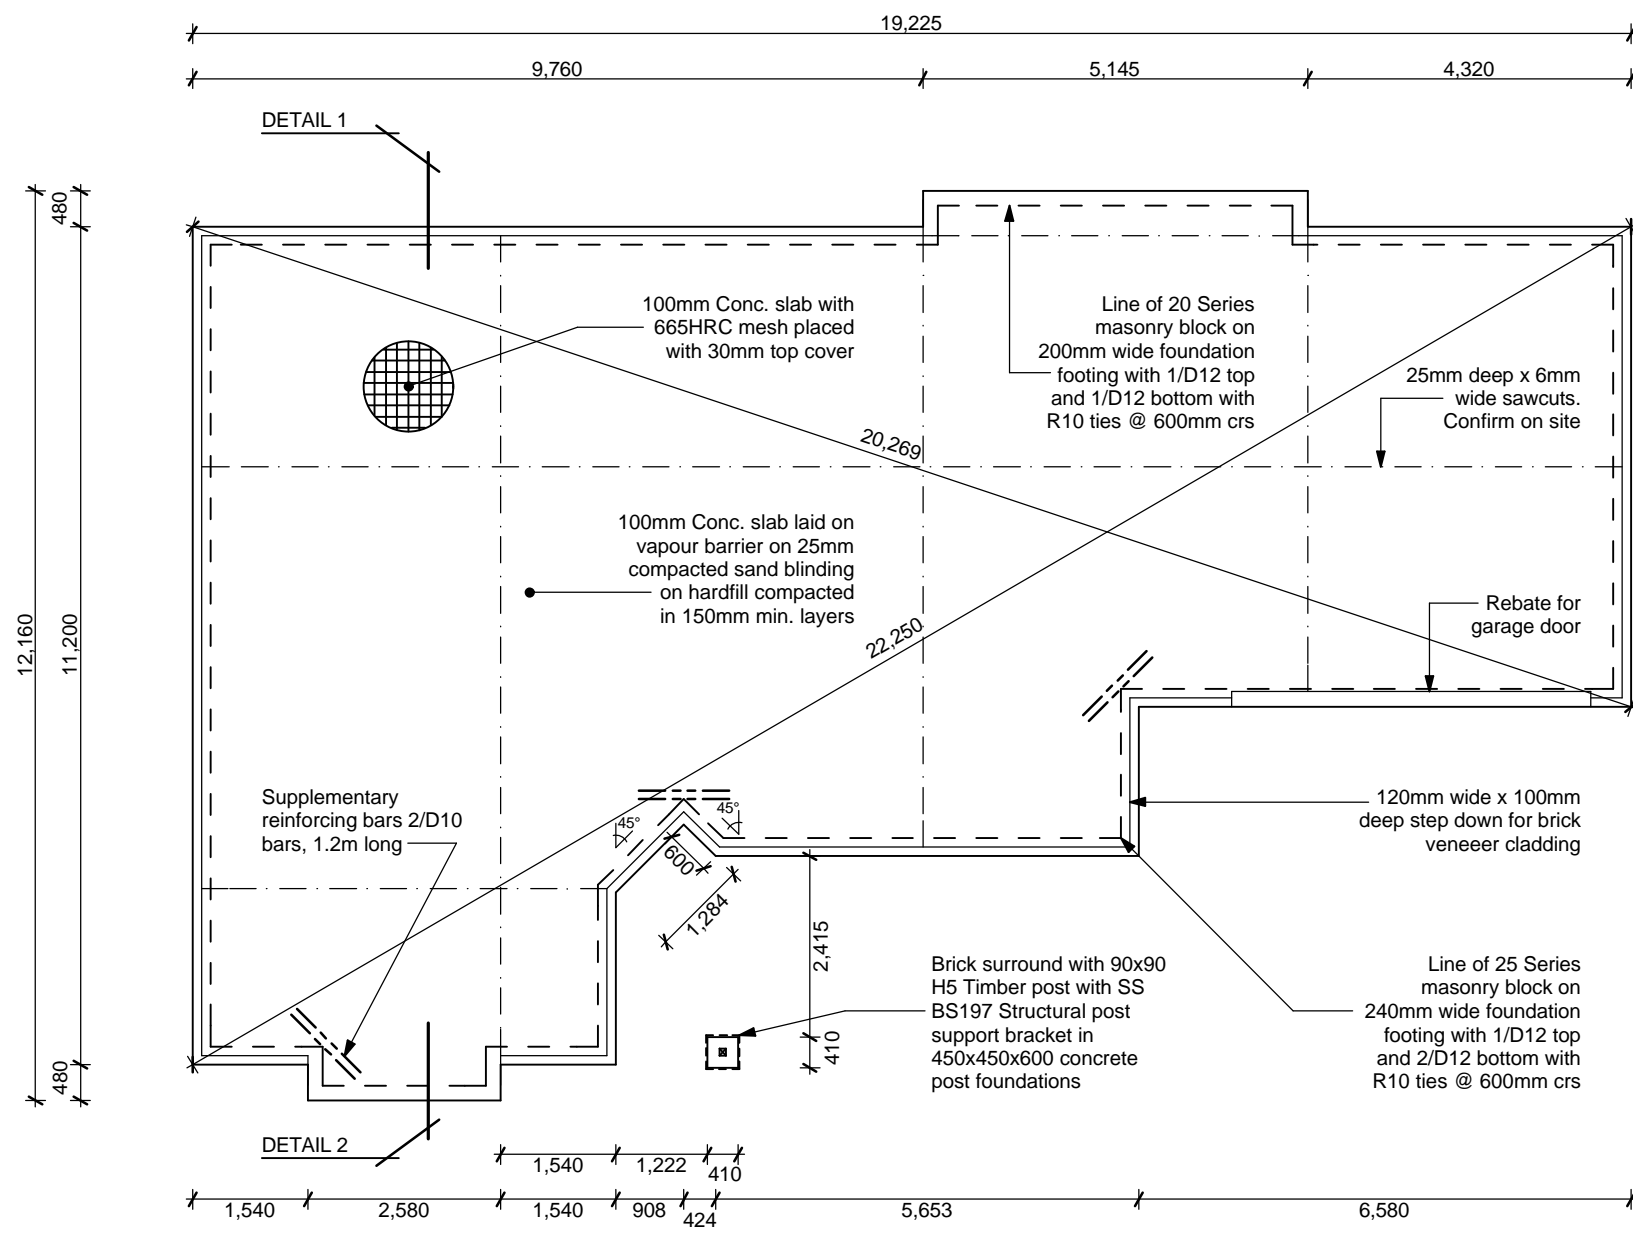 19,225
9,760
5,145
4,320
DETAIL 1
480
12,160
11,200
480
100mm Conc. slab with
665HRC mesh placed
with 30mm top cover
Line of 20 Series
masonry block on
200mm wide foundation
footing with 1/D12 top
and 1/D12 bottom with
R10 ties @ 600mm crs
25mm deep x 6mm
wide sawcuts.
Confirm on site
20,269
100mm Conc. slab laid on
vapour barrier on 25mm
compacted sand blinding
on hardfill compacted
in 150mm min. layers
22,250
Rebate for
garage door
Supplementary
reinforcing bars 2/D10
bars, 1.2m long
45°
45°
600
1,284
120mm wide x 100mm
deep step down for brick
veneeer cladding
2,415
410
Brick surround with 90x90
H5 Timber post with SS
BS197 Structural post
support bracket in
450x450x600 concrete
post foundations
Line of 25 Series
masonry block on
240mm wide foundation
footing with 1/D12 top
and 2/D12 bottom with
R10 ties @ 600mm crs
DETAIL 2
1,540
1,222
410
1,540
2,580
1,540
908
424
5,653
6,580